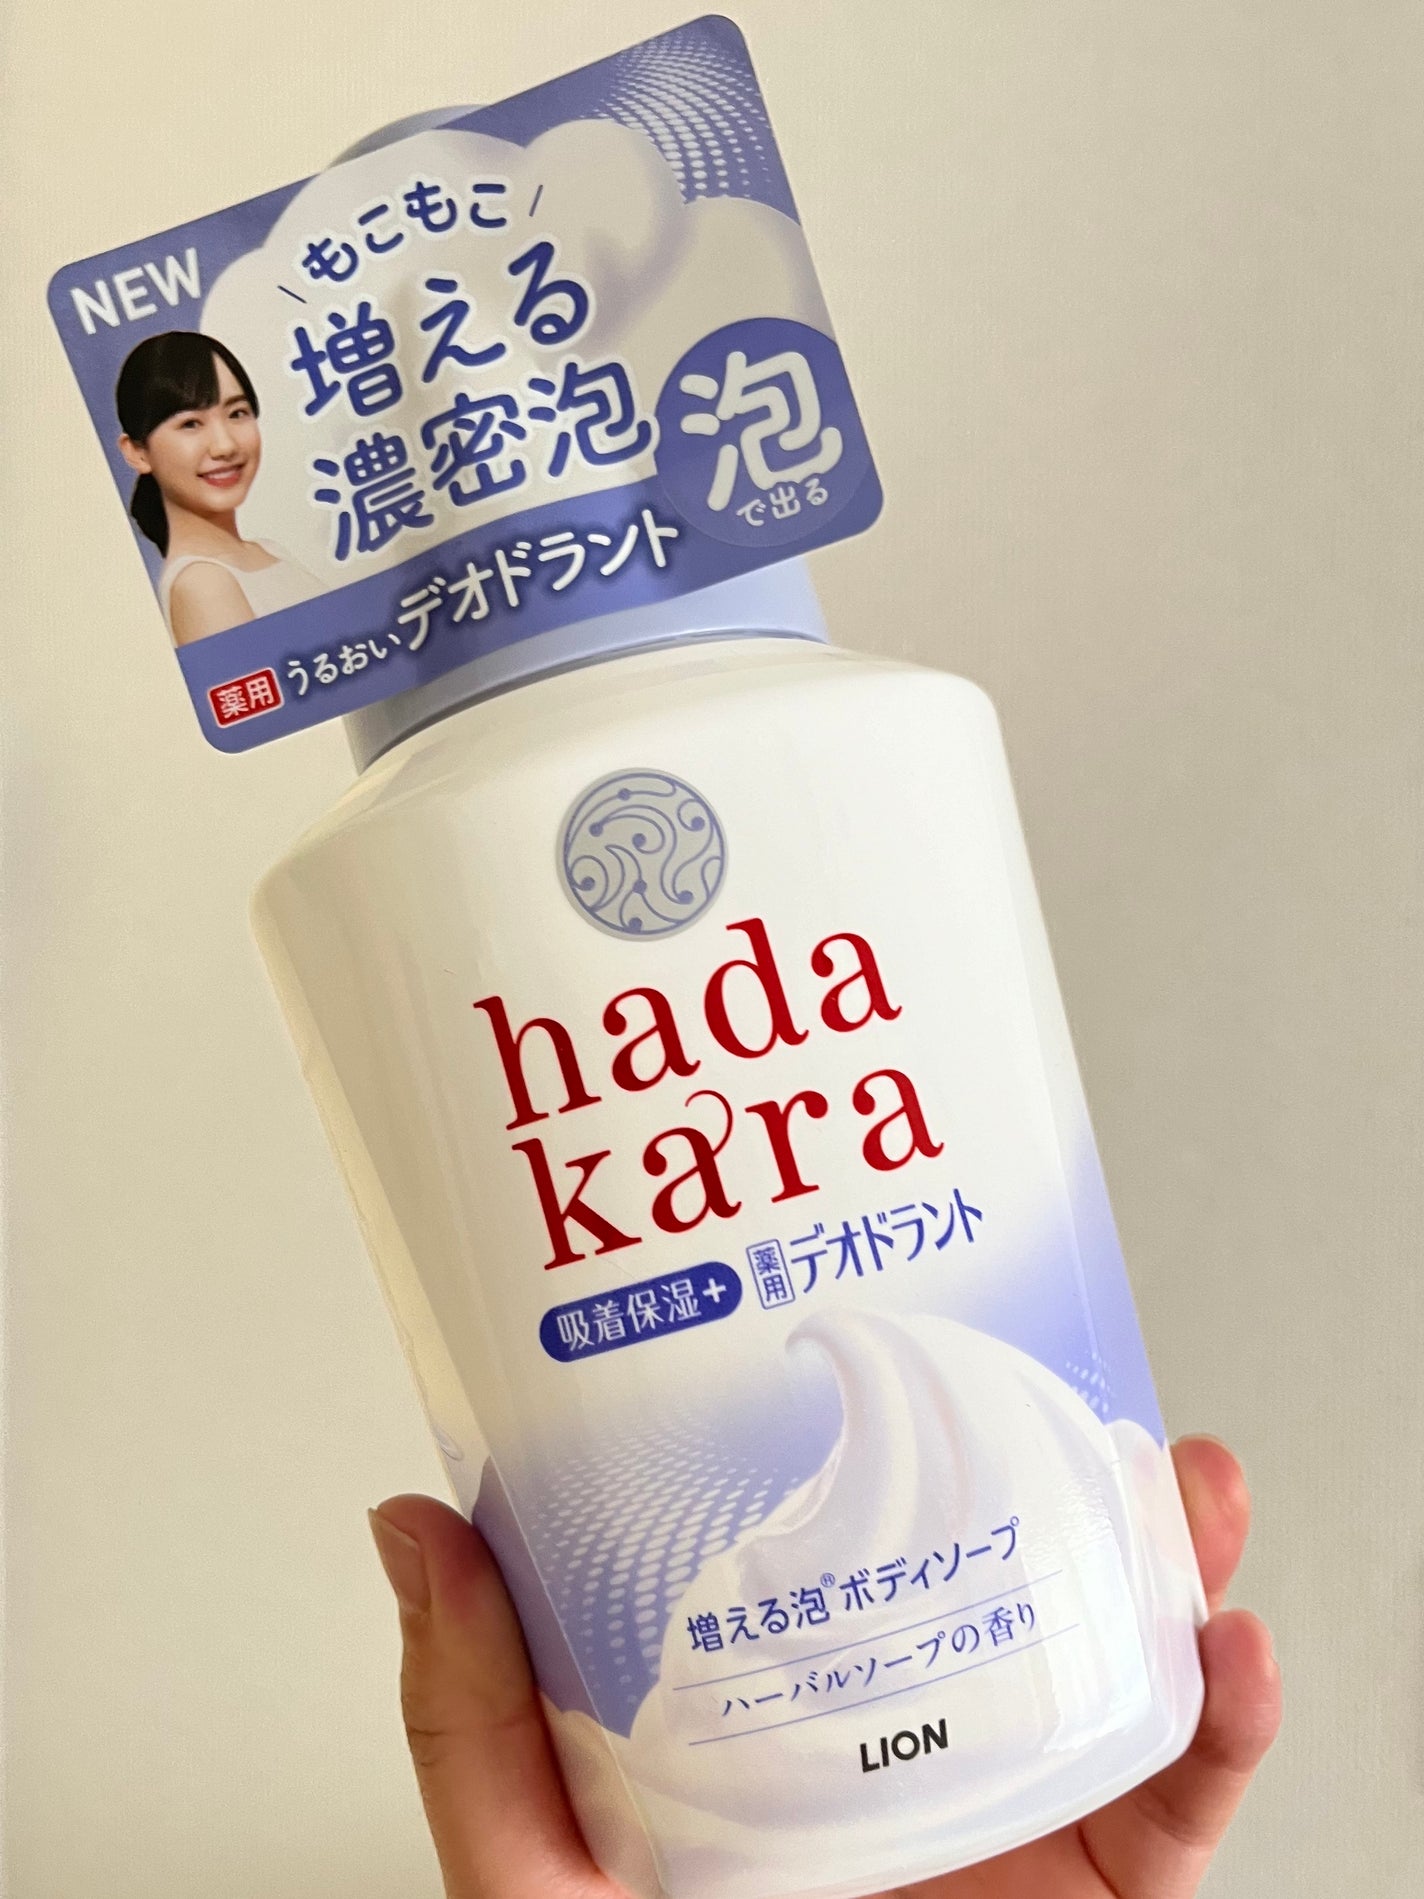 NEW
もこもこ
増える
濃密泡
泡
で出る
薬用 うるおいデオドラント
hada
kara
吸着保湿+ 薬用デオドラント
増える泡®ボディソープ
ハーバルソープの香り
LION